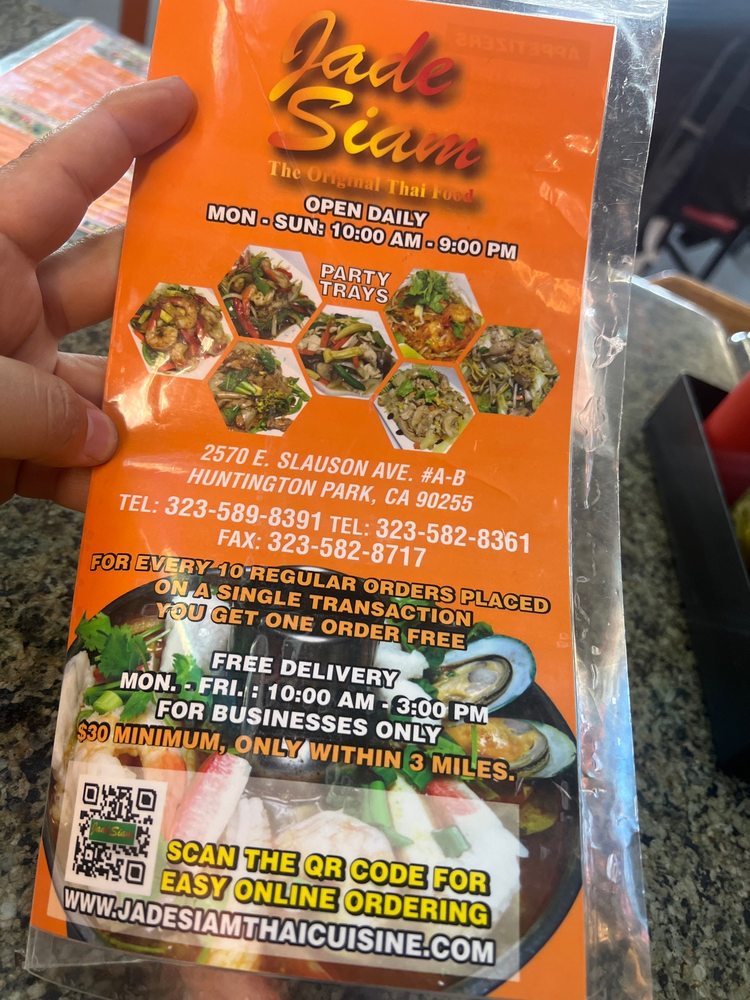 APPETIZERS
Jade
Siam
The Original Thai Food
OPEN DAILY
MON - SUN: 10:00 AM - 9:00 PM
PARTY
TRAYS
2570 E. SLAUSON AVE. #A-B
HUNTINGTON PARK, CA 90255
TEL: 323-589-8391 TEL: 323-582-8361
FAX: 323-582-8717
FOR EVERY 10 REGULAR ORDERS PLACED
ON A SINGLE TRANSACTION
YOU GET ONE ORDER FREE
FREE DELIVERY
MON. - FRI. : 10:00 AM - 3:00 PM
FOR BUSINESSES ONLY
$30 MINIMUM, ONLY WITHIN 3 MILES.
Jade Siam
SCAN THE QR CODE FOR
EASY ONLINE ORDERING
WWW.JADESIAMTHAICUISINE.COM